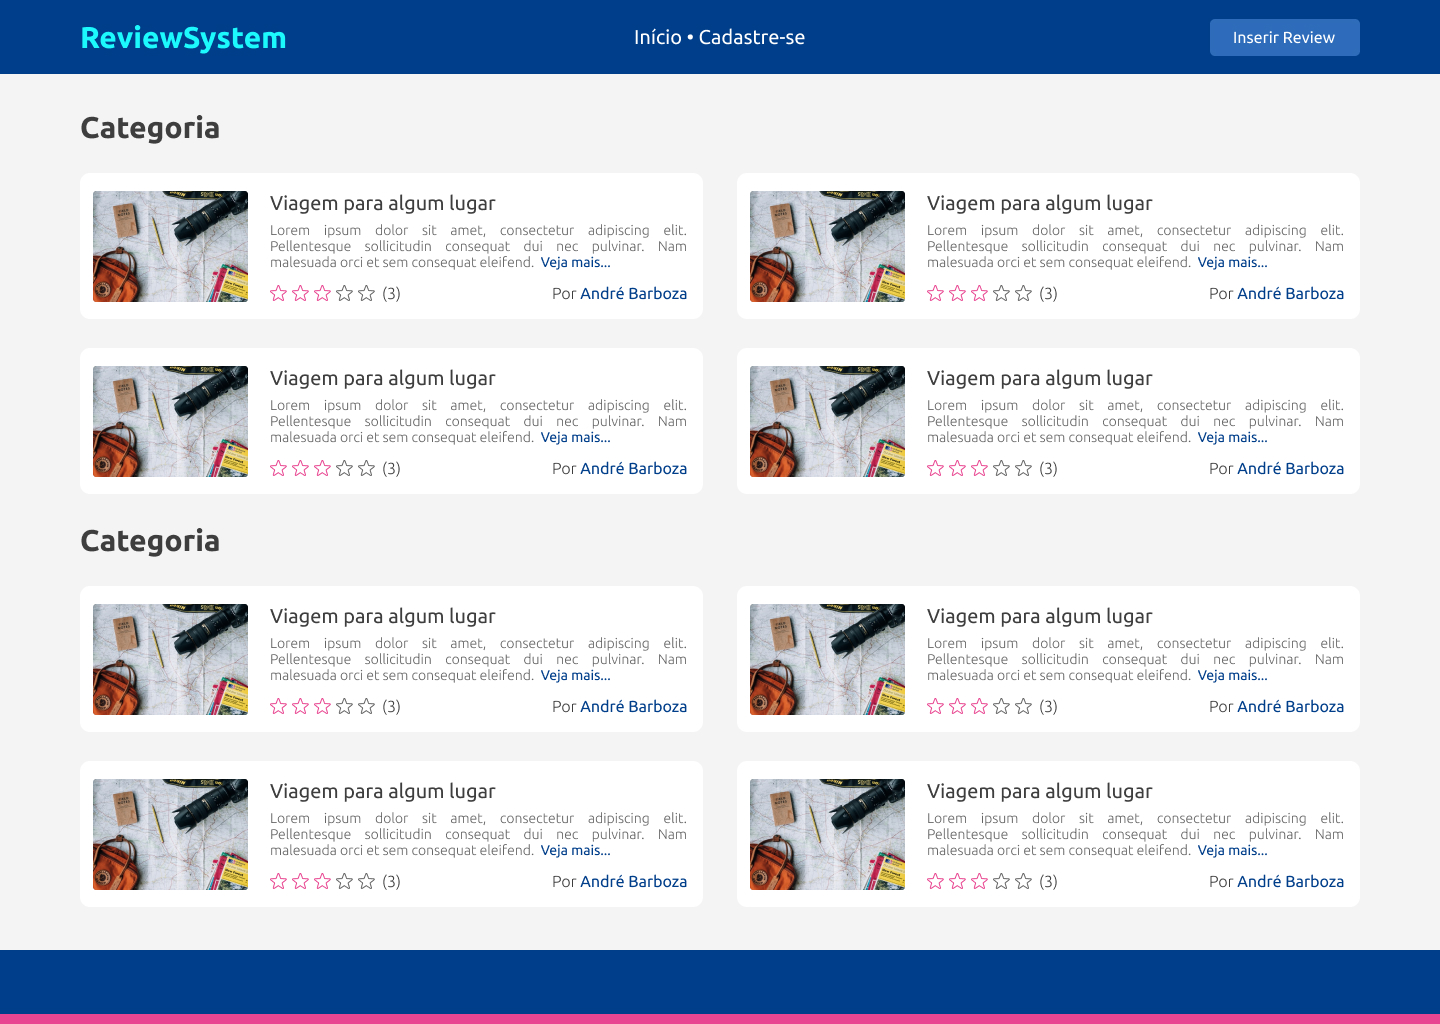 ReviewSystem
Início • Cadastre-se
Inserir Review
Categoria
Viagem para algum lugar
Lorem ipsum dolor sit amet, consectetur adipiscing elit.
Pellentesque sollicitudin consequat dui nec pulvinar. Nam
malesuada orci et sem consequat eleifend. Veja mais...
(3)
Por André Barboza
Viagem para algum lugar
Lorem ipsum dolor sit amet, consectetur adipiscing elit.
Pellentesque sollicitudin consequat dui nec pulvinar. Nam
malesuada orci et sem consequat eleifend. Veja mais...
(3)
Por André Barboza
Viagem para algum lugar
Lorem ipsum dolor sit amet, consectetur adipiscing elit.
Pellentesque sollicitudin consequat dui nec pulvinar. Nam
malesuada orci et sem consequat eleifend. Veja mais...
(3)
Por André Barboza
Viagem para algum lugar
Lorem ipsum dolor sit amet, consectetur adipiscing elit.
Pellentesque sollicitudin consequat dui nec pulvinar. Nam
malesuada orci et sem consequat eleifend. Veja mais...
(3)
Por André Barboza
Categoria
Viagem para algum lugar
Lorem ipsum dolor sit amet, consectetur adipiscing elit.
Pellentesque sollicitudin consequat dui nec pulvinar. Nam
malesuada orci et sem consequat eleifend. Veja mais...
(3)
Por André Barboza
Viagem para algum lugar
Lorem ipsum dolor sit amet, consectetur adipiscing elit.
Pellentesque sollicitudin consequat dui nec pulvinar. Nam
malesuada orci et sem consequat eleifend. Veja mais...
(3)
Por André Barboza
Viagem para algum lugar
Lorem ipsum dolor sit amet, consectetur adipiscing elit.
Pellentesque sollicitudin consequat dui nec pulvinar. Nam
malesuada orci et sem consequat eleifend. Veja mais...
(3)
Por André Barboza
Viagem para algum lugar
Lorem ipsum dolor sit amet, consectetur adipiscing elit.
Pellentesque sollicitudin consequat dui nec pulvinar. Nam
malesuada orci et sem consequat eleifend. Veja mais...
(3)
Por André Barboza